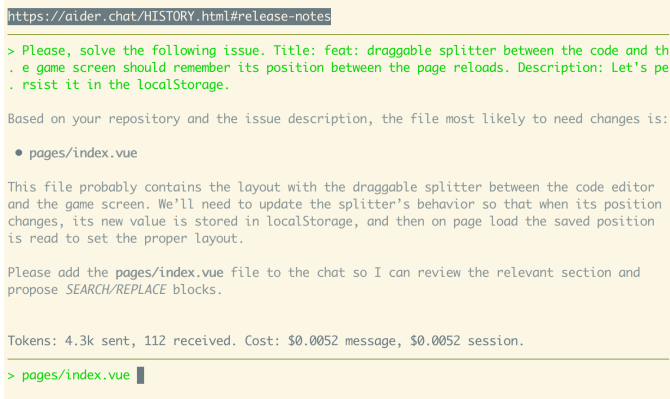 https://aider.chat/HISTORY.html#release-notes
> Please, solve the following issue. Title: feat: draggable splitter between the code and th
. e game screen should remember its position between the page reloads. Description: Let's pe
. rsist it in the localStorage.
Based on your repository and the issue description, the file most likely to need changes is:
• pages/index.vue
This file probably contains the layout with the draggable splitter between the code editor
and the game screen. We’ll need to update the splitter’s behavior so that when its position
changes, its new value is stored in localStorage, and then on page load the saved position
is read to set the proper layout.
Please add the pages/index.vue file to the chat so I can review the relevant section and
propose SEARCH/REPLACE blocks.
Tokens: 4.3k sent, 112 received. Cost: $0.0052 message, $0.0052 session.
> pages/index.vue